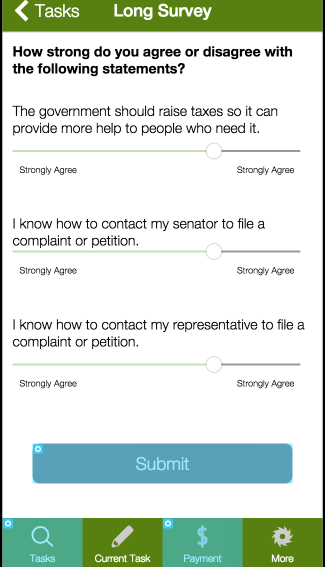 Tasks Long Survey
How strong do you agree or disagree with
the following statements?
The government should raise taxes so it can
provide more help to people who need it.
Strongly Agree Strongly Agree
I know how to contact my senator to file a
complaint or petition.
Strongly Agree Strongly Agree
I know how to contact my representative to file a
complaint or petition.
Strongly Agree Strongly Agree
Submit
Tasks Current Task Payment More